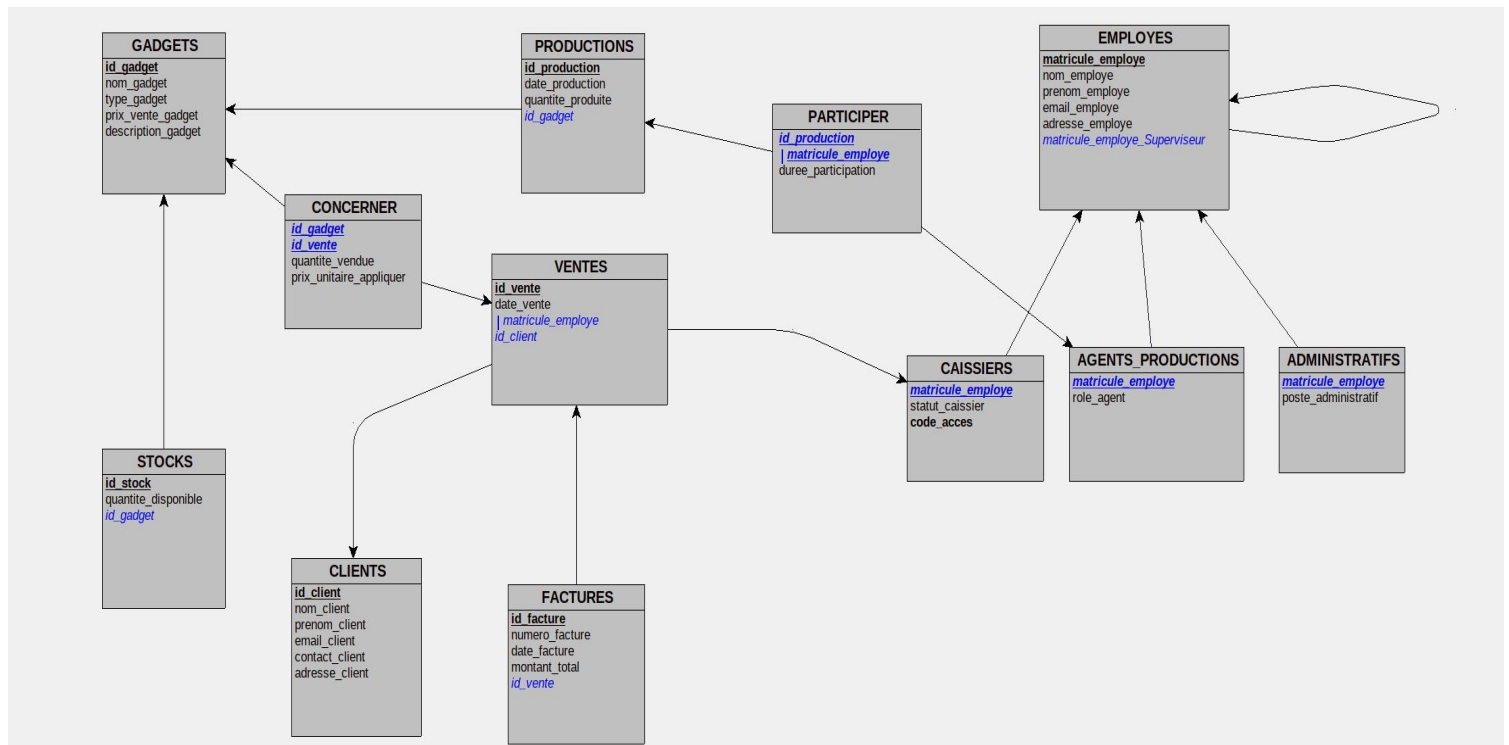 GADGETS
id_gadget
nom_gadget
type_gadget
prix_vente_gadget
description_gadget
PRODUCTIONS
id_production
date_production
quantite_produite
id_gadget
PARTICIPER
id_production
| matricule_employe
duree_participation
EMPLOYES
matricule_employe
nom_employe
prenom_employe
email_employe
adresse_employe
matricule_employe_Superviseur
CONCERNER
id_gadget
id_vente
quantite_vendue
prix_unitaire_appliquer
VENTES
id_vente
date_vente
| matricule_employe
id_client
CAISSIERS
matricule_employe
statut_caissier
code_acces
AGENTS_PRODUCTIONS
matricule_employe
role_agent
ADMINISTRATIFS
matricule_employe
poste_administratif
STOCKS
id_stock
quantite_disponible
id_gadget
CLIENTS
id_client
nom_client
prenom_client
email_client
contact_client
adresse_client
FACTURES
id_facture
numero_facture
date_facture
montant_total
id_vente